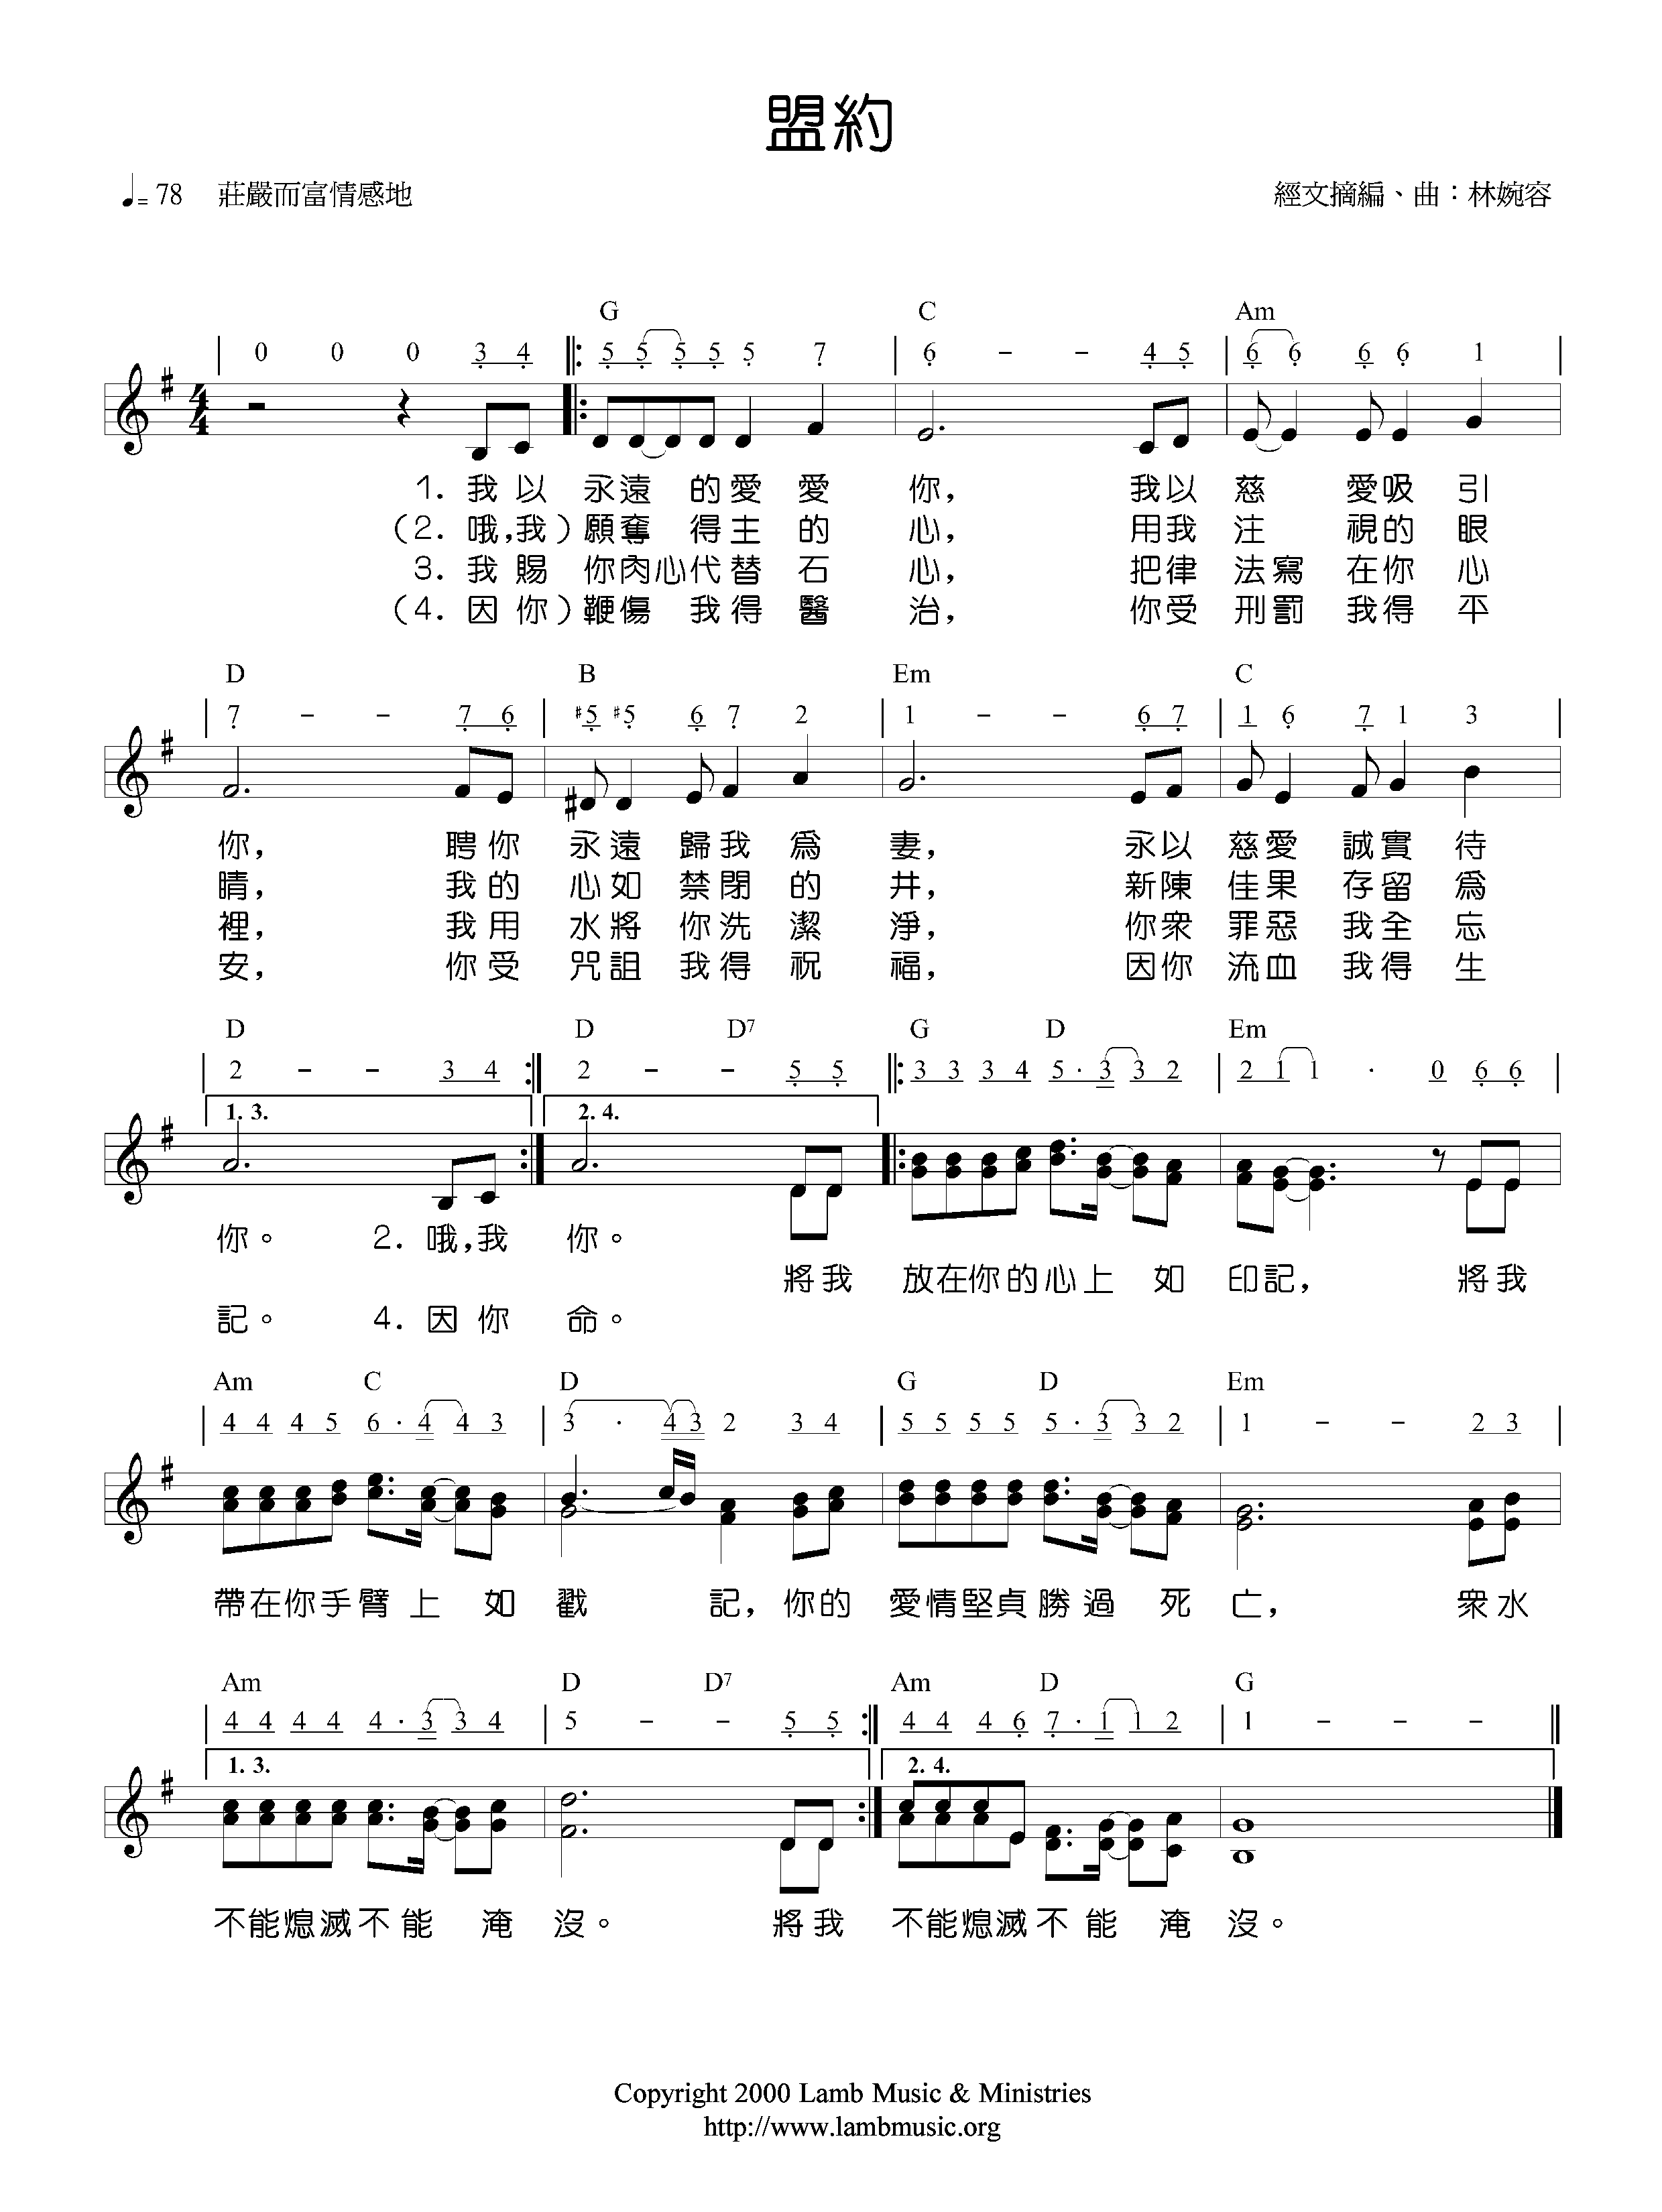 盟約
= 78 莊嚴而富情感地
經文摘編、曲：林婉容
G C Am
0 0 0 3 4 5 5 5 5 5 7 6 - - 4 5 6 6 6 6 1
1. 我以 永遠 的愛 愛 你， 我以 慈 愛吸 引
(2. 哦,我) 願奪 得主 的 心， 用我 注 視的 眼
3. 我賜 你肉心代替 石 心， 把律 法寫 在你 心
(4. 因你) 鞭傷 我得 醫 治， 你受 刑罰 我得 平
D B Em C
7 - - 7 6 #5 #5 6 7 2 1 - - 6 7 1 6 7 1 3
你， 聘你 永遠 歸我 為 妻， 永以 慈愛 誠實 待
睛， 我的 心如 禁閉 的 井， 新陳 佳果 存留 為
裡， 我用 水將 你洗 潔 淨， 你眾 罪惡 我全 忘
安， 你受 咒詛 我得 祝 福， 因你 流血 我得 生
D D D7 G D Em
2 - - 3 4 2 - - 5 5 3 3 3 4 5 · 3 3 2 2 1 1 · 0 6 6
1. 3. 2. 4.
你。 2. 哦,我 你。
將我 放在你的心上 如 印記， 將我
記。 4. 因你 命。
Am C D G D Em
4 4 4 5 6 · 4 4 3 3 · 4 3 2 3 4 5 5 5 5 5 · 3 3 2 1 - - 2 3
帶在你手臂上 如 戳 記，你的 愛情堅貞勝過 死 亡， 眾水
Am D D7 Am D G
4 4 4 4 4 · 3 3 4 5 - - 5 5 4 4 4 6 7 · 1 1 2 1 - - -
1. 3. 2. 4.
不能熄滅不能 淹 沒。 將我 不能熄滅不能 淹 沒。
Copyright 2000 Lamb Music & Ministries
http://www.lambmusic.org